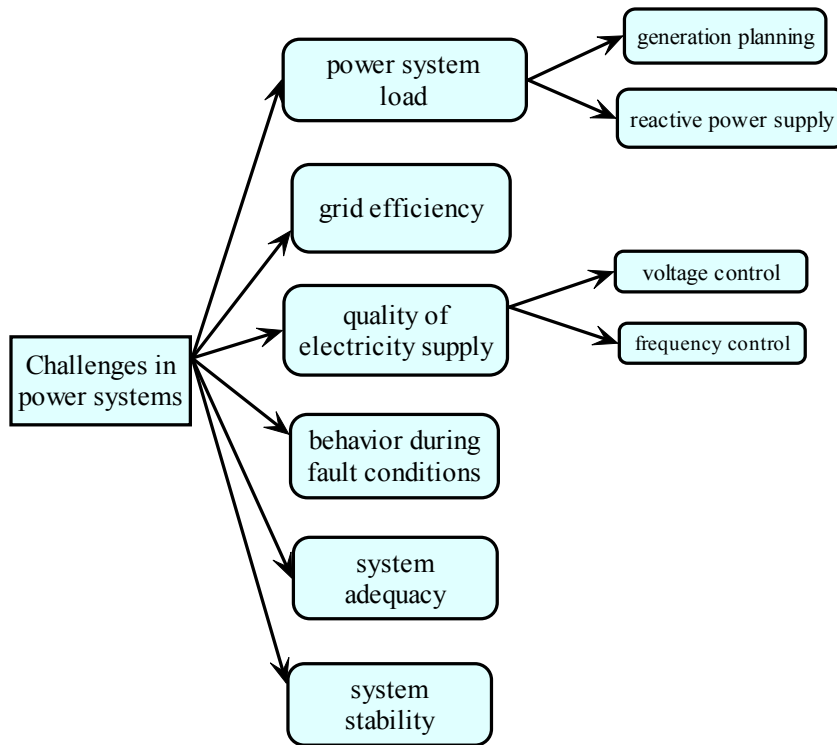 Challenges in
power systems
power system
load
generation planning
reactive power supply
grid efficiency
quality of
electricity supply
voltage control
frequency control
behavior during
fault conditions
system
adequacy
system
stability